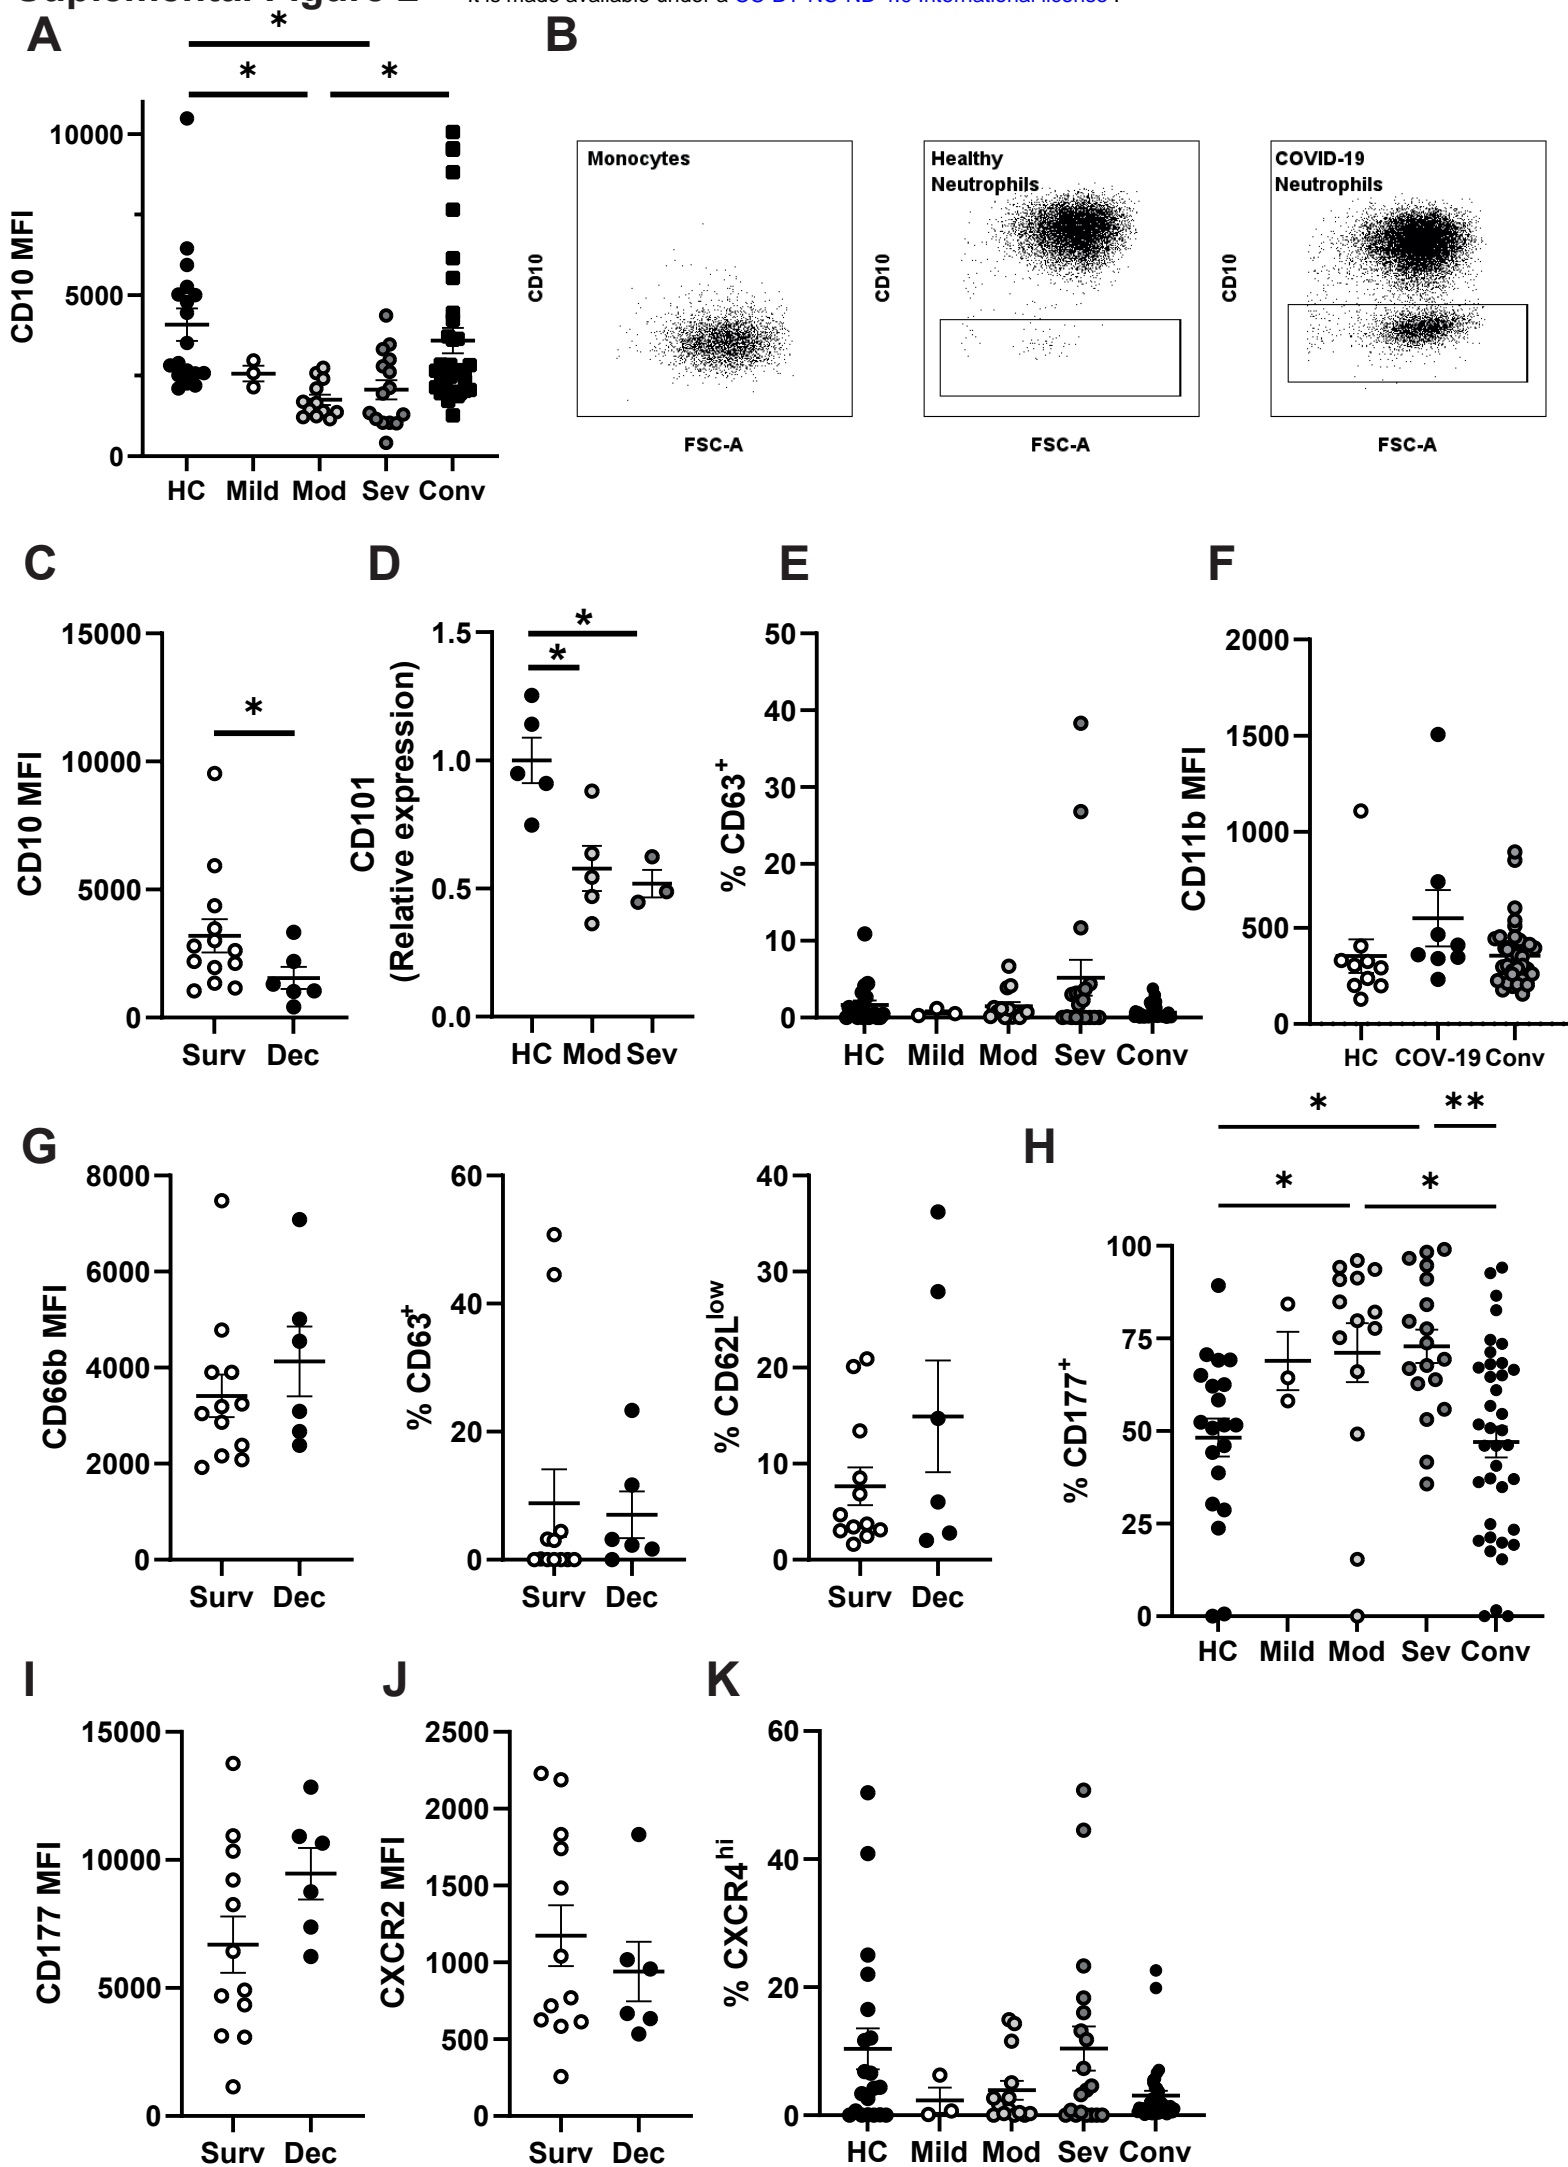 Suplemental Figure 2
It is made available under a CC-BY-NC-ND 4.0 International license .
A
*
* *
CD10 MFI
10000
5000
0
HC Mild Mod Sev Conv
B
Monocytes
CD10
FSC-A
Healthy
Neutrophils
CD10
FSC-A
COVID-19
Neutrophils
CD10
FSC-A
C
CD10 MFI
15000
10000
5000
0
*
Surv Dec
D
CD101
(Relative expression)
1.5
1.0
0.5
0.0
*
*
HC Mod Sev
E
% CD63+
50
40
30
20
10
0
HC Mild Mod Sev Conv
F
CD11b MFI
2000
1500
1000
500
0
HC COV-19 Conv
G
CD66b MFI
8000
6000
4000
2000
0
Surv Dec
% CD63+
60
40
20
0
Surv Dec
% CD62Llow
40
30
20
10
0
Surv Dec
H
* **
* *
% CD177+
100
75
50
25
0
HC Mild Mod Sev Conv
I
CD177 MFI
15000
10000
5000
0
Surv Dec
J
CXCR2 MFI
2500
2000
1500
1000
500
0
Surv Dec
K
% CXCR4hi
60
40
20
0
HC Mild Mod Sev Conv